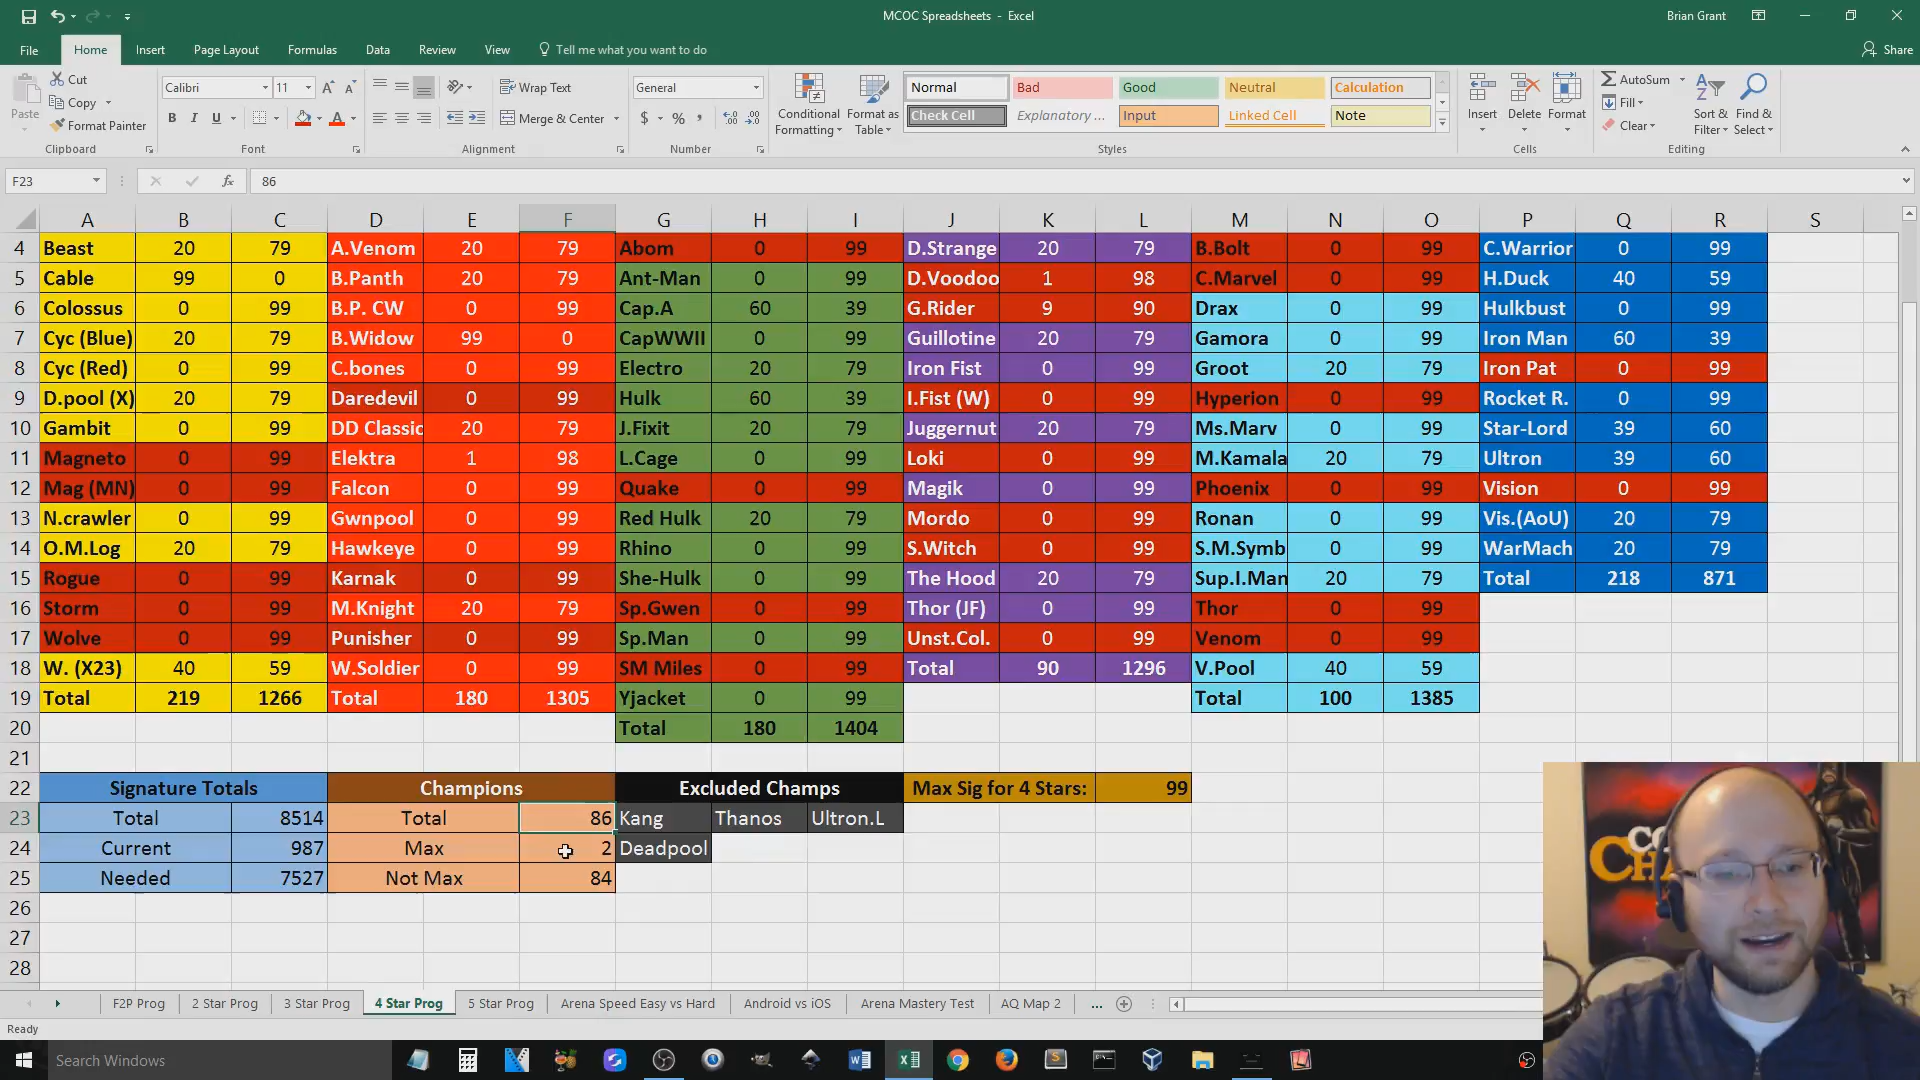 MCOC Spreadsheets - Excel
Brian Grant
File Home Insert Page Layout Formulas Data Review View Tell me what you want to do Share
Cut
Copy
Format Painter
Paste
Calibri 11
B I U
Wrap Text
Merge & Center
General
$ % ,
Conditional Formatting
Format as Table
Normal Bad Good Neutral Calculation
Check Cell Explanatory ... Input Linked Cell Note
Insert Delete Format
AutoSum
Fill
Clear
Sort & Filter
Find & Select
Clipboard Font Alignment Number Styles Cells Editing
F23 fx 86
A B C D E F G H I J K L M N O P Q R S
4 Beast 20 79 A.Venom 20 79 Abom 0 99 D.Strange 20 79 B.Bolt 0 99 C.Warrior 0 99
5 Cable 99 0 B.Panth 20 79 Ant-Man 0 99 D.Voodoo 1 98 C.Marvel 0 99 H.Duck 40 59
6 Colossus 0 99 B.P. CW 0 99 Cap.A 60 39 G.Rider 9 90 Drax 0 99 Hulkbust 0 99
7 Cyc (Blue) 20 79 B.Widow 99 0 CapWWII 0 99 Guillotine 20 79 Gamora 0 99 Iron Man 60 39
8 Cyc (Red) 0 99 C.bones 0 99 Electro 20 79 Iron Fist 0 99 Groot 20 79 Iron Pat 0 99
9 D.pool (X) 20 79 Daredevil 0 99 Hulk 60 39 I.Fist (W) 0 99 Hyperion 0 99 Rocket R. 0 99
10 Gambit 0 99 DD Classic 20 79 J.Fixit 20 79 Juggernut 20 79 Ms.Marv 0 99 Star-Lord 39 60
11 Magneto 0 99 Elektra 1 98 L.Cage 0 99 Loki 0 99 M.Kamala 20 79 Ultron 39 60
12 Mag (MN) 0 99 Falcon 0 99 Quake 0 99 Magik 0 99 Phoenix 0 99 Vision 0 99
13 N.crawler 0 99 Gwnpool 0 99 Red Hulk 20 79 Mordo 0 99 Ronan 0 99 Vis.(AoU) 20 79
14 O.M.Log 20 79 Hawkeye 0 99 Rhino 0 99 S.Witch 0 99 S.M.Symb 0 99 WarMach 20 79
15 Rogue 0 99 Karnak 0 99 She-Hulk 0 99 The Hood 20 79 Sup.I.Man 20 79 Total 218 871
16 Storm 0 99 M.Knight 20 79 Sp.Gwen 0 99 Thor (JF) 0 99 Thor 0 99
17 Wolve 0 99 Punisher 0 99 Sp.Man 0 99 Unst.Col. 0 99 Venom 0 99
18 W. (X23) 40 59 W.Soldier 0 99 SM Miles 0 99 Total 90 1296 V.Pool 40 59
19 Total 219 1266 Total 180 1305 Yjacket 0 99 Total 100 1385
20 Total 180 1404
21
22 Signature Totals Champions Excluded Champs Max Sig for 4 Stars: 99
23 Total 8514 Total 86 Kang Thanos Ultron.L
24 Current 987 Max 2 Deadpool
25 Needed 7527 Not Max 84
26
27
28
F2P Prog 2 Star Prog 3 Star Prog 4 Star Prog 5 Star Prog Arena Speed Easy vs Hard Android vs iOS Arena Mastery Test AQ Map 2 ...
Ready
Search Windows